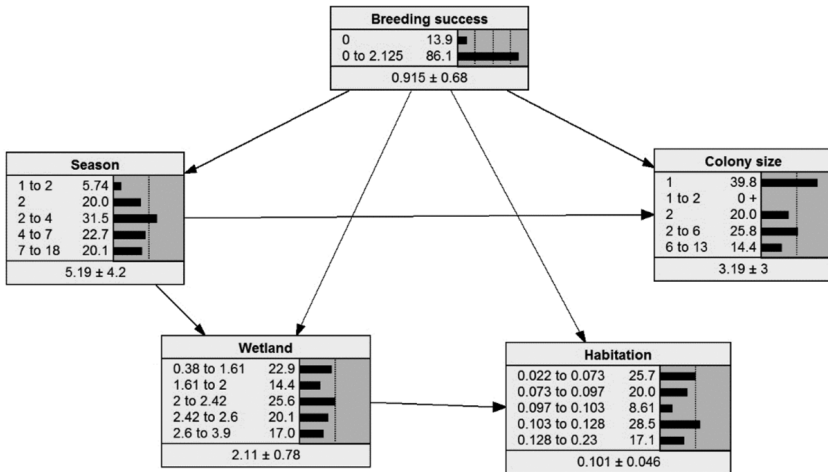 Breeding success
0 13.9
0 to 2.125 86.1
0.915 ± 0.68
Season
1 to 2 5.74
2 20.0
2 to 4 31.5
4 to 7 22.7
7 to 18 20.1
5.19 ± 4.2
Colony size
1 39.8
1 to 2 0 +
2 20.0
2 to 6 25.8
6 to 13 14.4
3.19 ± 3
Wetland
0.38 to 1.61 22.9
1.61 to 2 14.4
2 to 2.42 25.6
2.42 to 2.6 20.1
2.6 to 3.9 17.0
2.11 ± 0.78
Habitation
0.022 to 0.073 25.7
0.073 to 0.097 20.0
0.097 to 0.103 8.61
0.103 to 0.128 28.5
0.128 to 0.23 17.1
0.101 ± 0.046